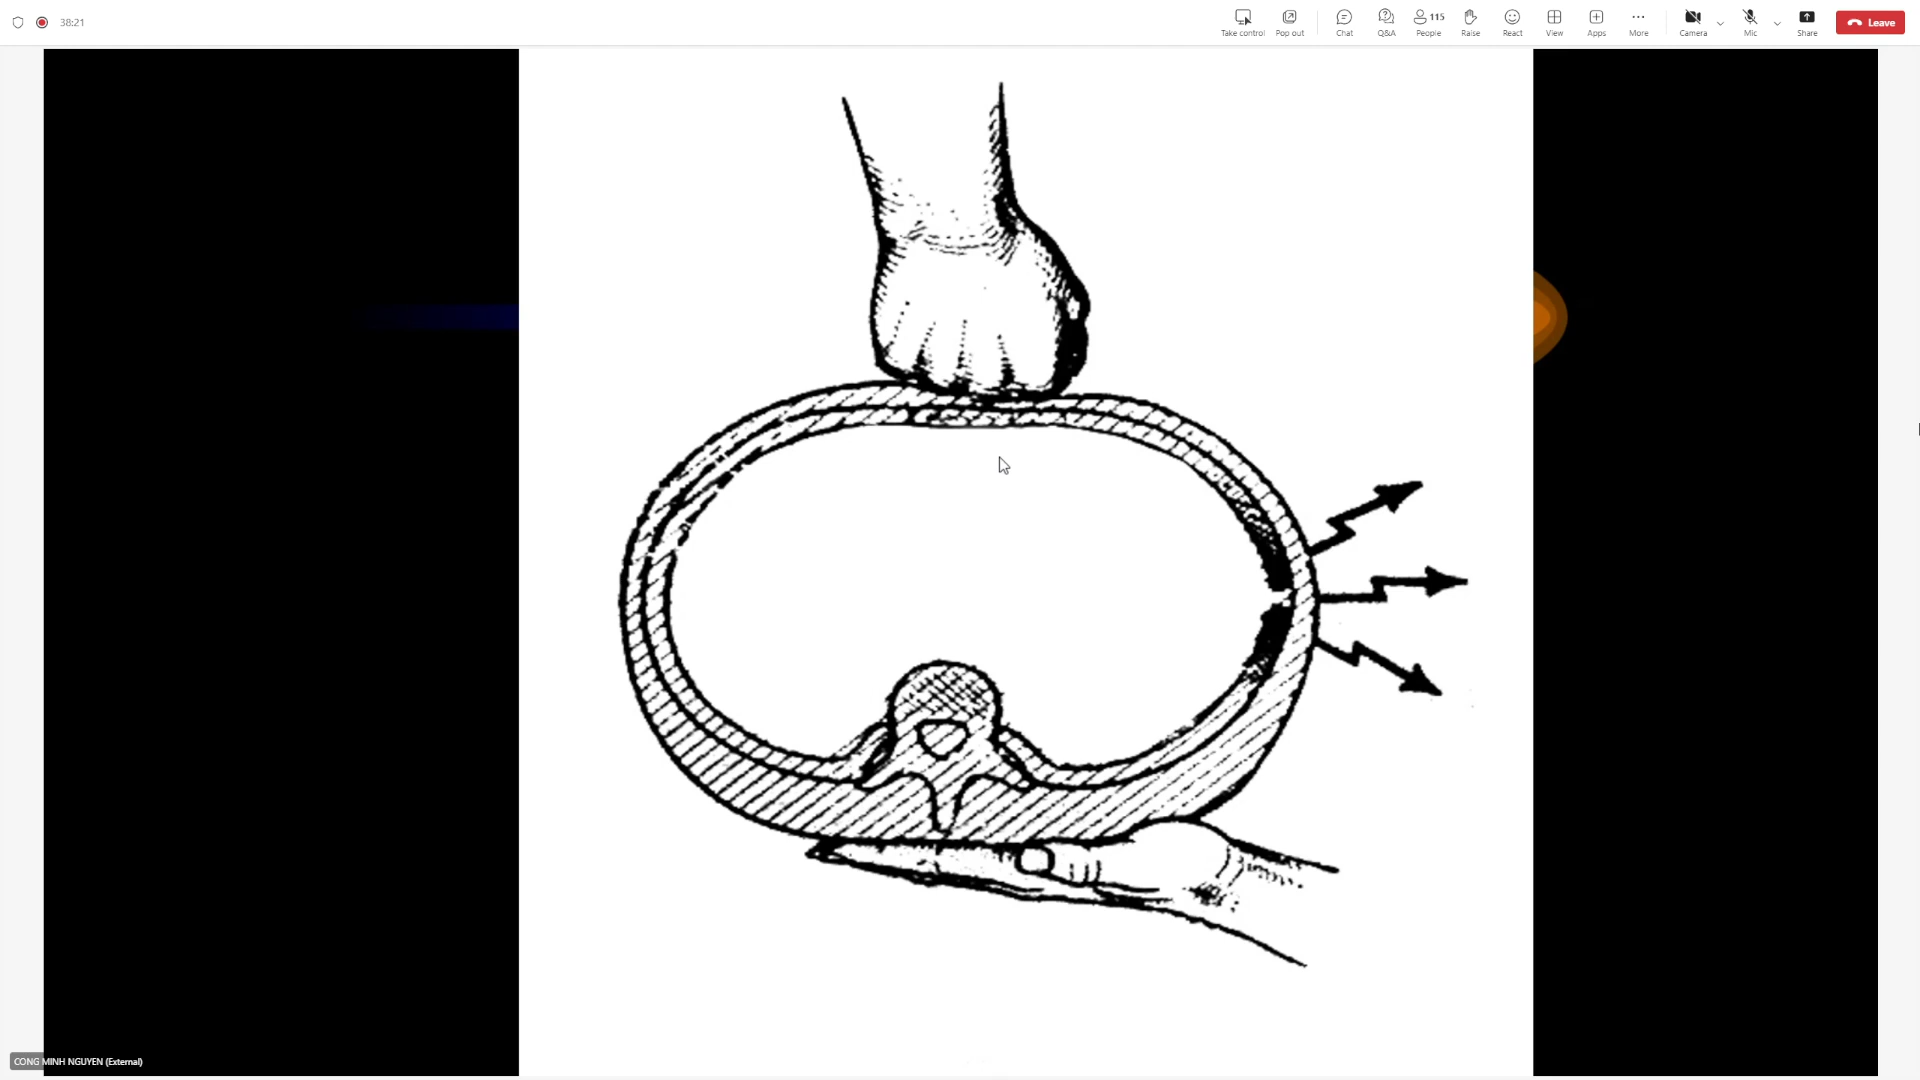 38:21
Take control
Pop out
Chat
Q&A
115
People
Raise
React
View
Apps
More
Camera
Mic
Share
Leave
CONG MINH NGUYEN (External)